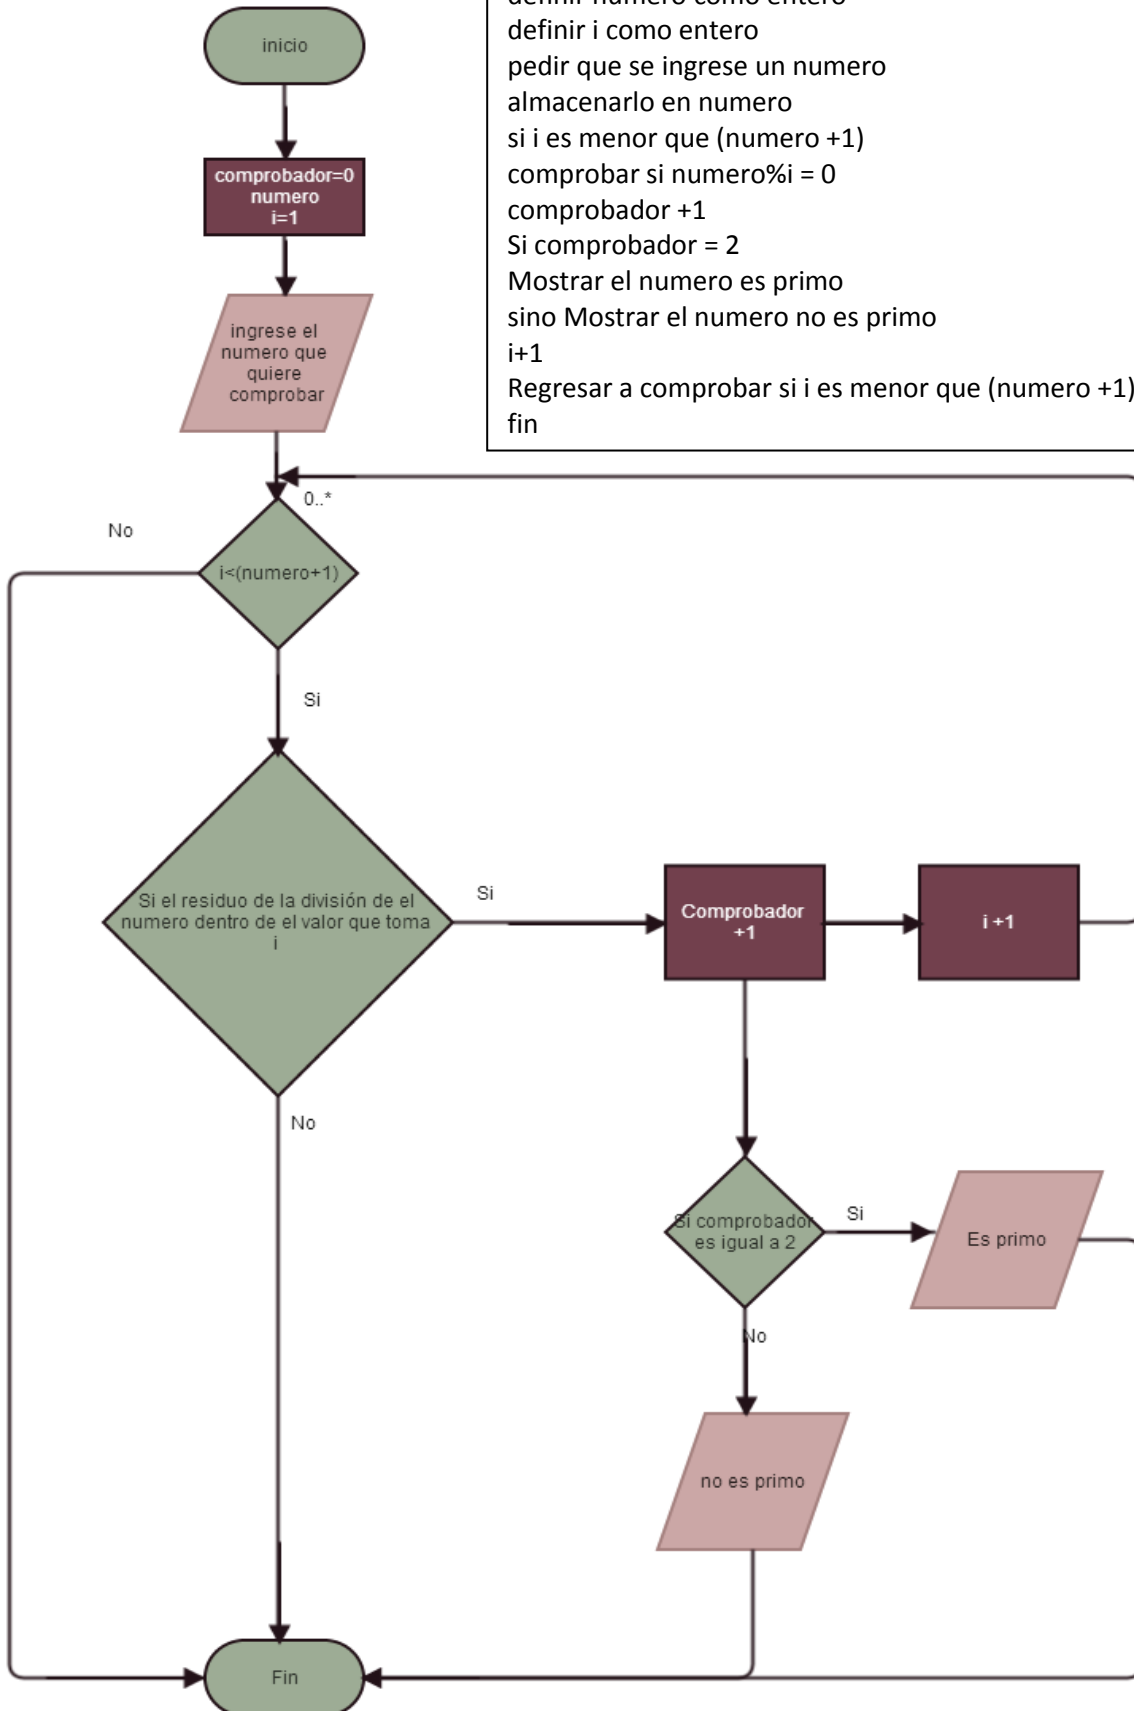 definir numero como entero
definir i como entero
pedir que se ingrese un numero
almacenarlo en numero
si i es menor que (numero +1)
comprobar si numero%i = 0
comprobador +1
Si comprobador = 2
Mostrar el numero es primo
sino Mostrar el numero no es primo
i+1
Regresar a comprobar si i es menor que (numero +1)
fin
inicio
comprobador=0
numero
i=1
ingrese el
numero que
quiere
comprobar
0..*
No
i<(numero+1)
Si
Si el residuo de la división de el
numero dentro de el valor que toma
i
Si
Comprobador
+1
i +1
No
Si comprobador
es igual a 2
Si
Es primo
No
no es primo
Fin